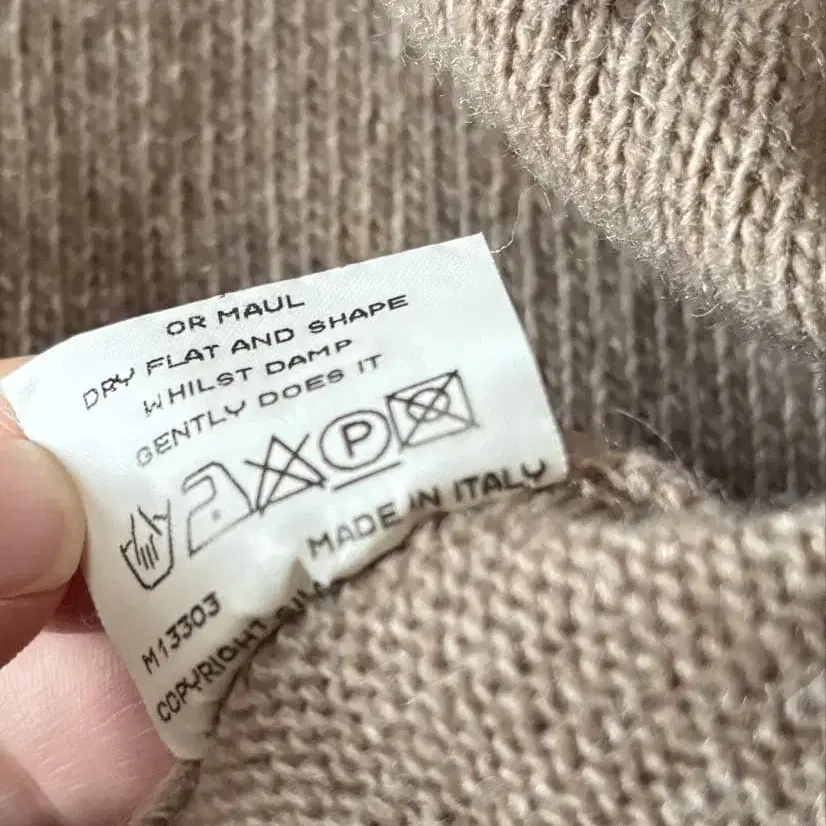 OR MAUL
DRY FLAT AND SHAPE
WHILST DAMP
GENTLY DOES IT
P
MADE IN ITALY
M13303
COPYRIGHT